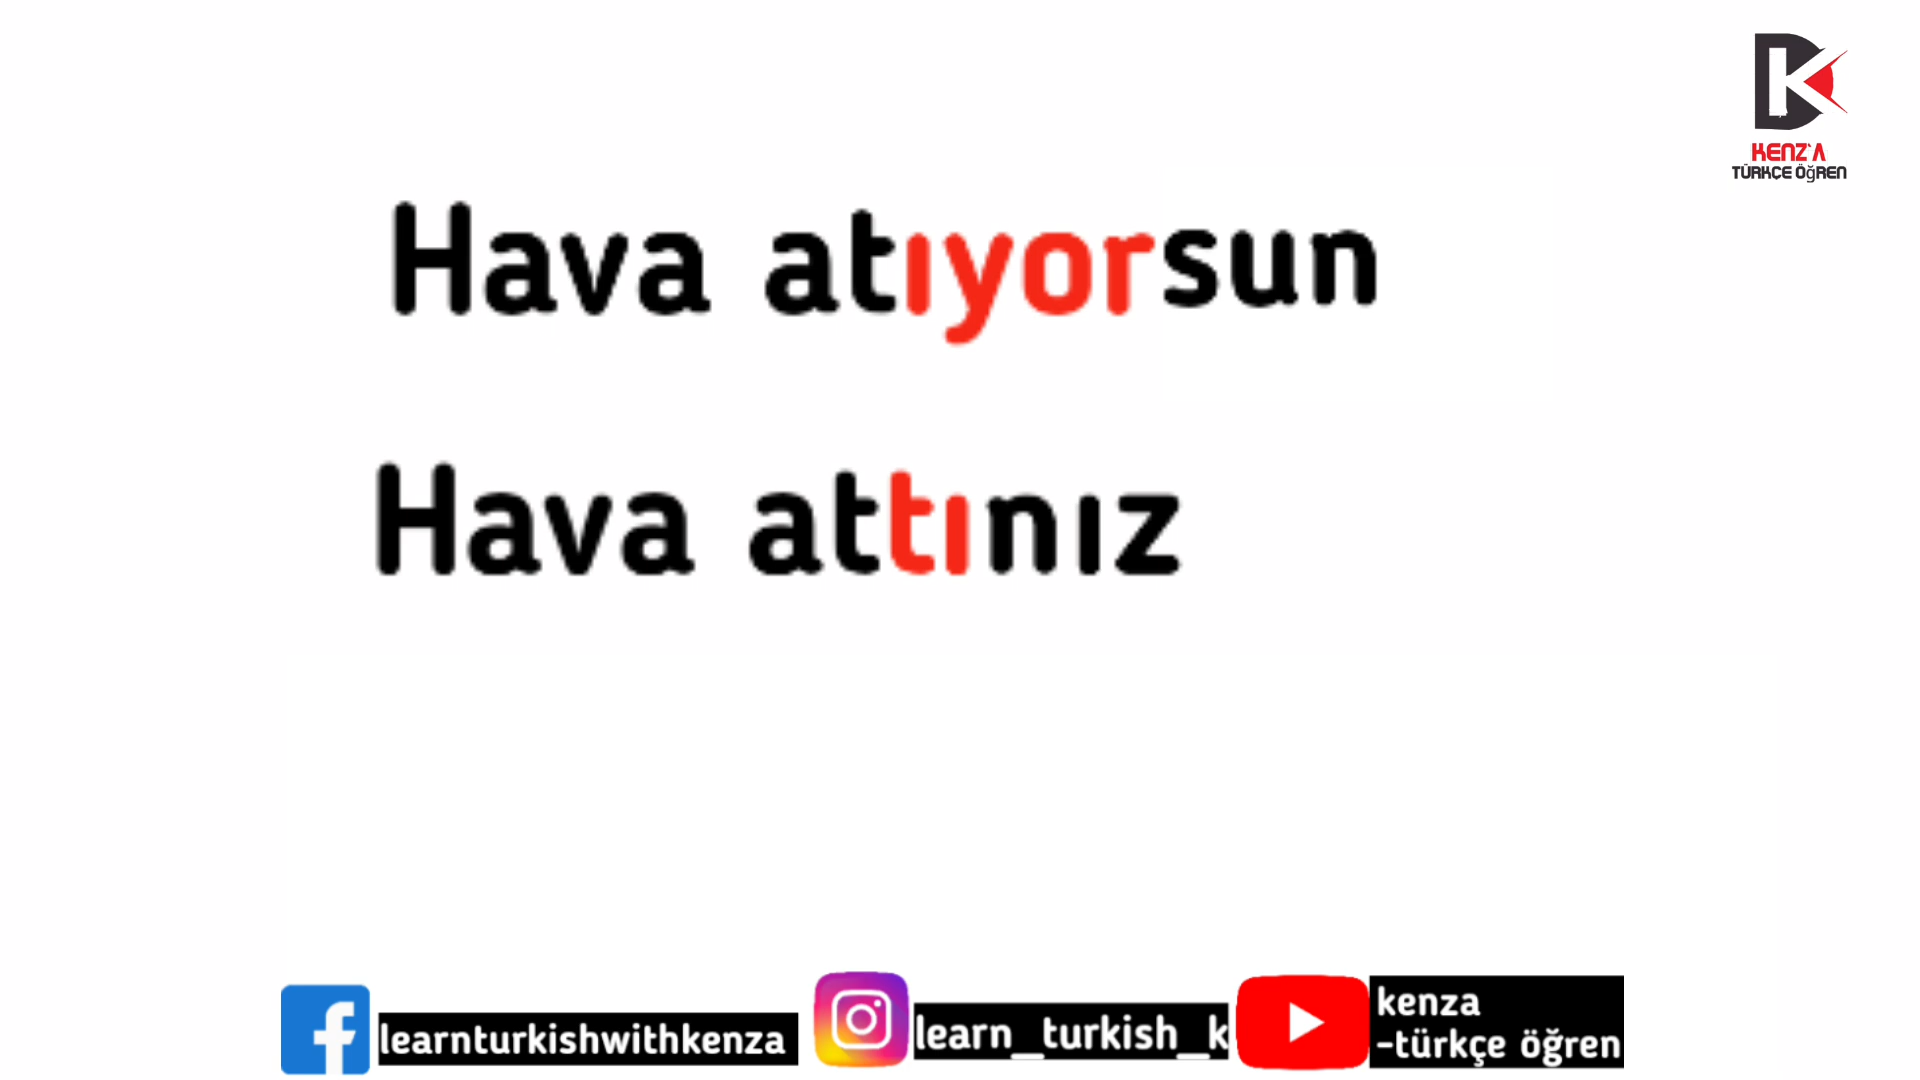 KENZ'A
TÜRKÇE ÖĞREN
Hava atıyorsun
Hava attınız
learnturkishwithkenza
learn_turkish_k
kenza
-türkçe öğren